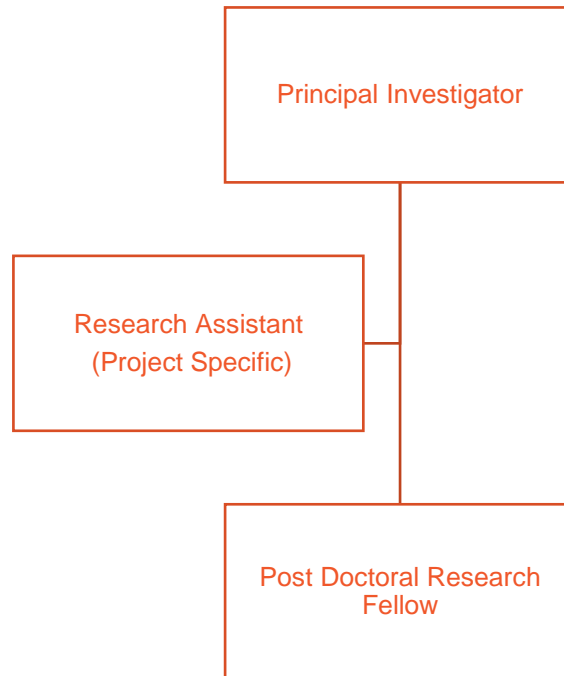 Principal Investigator
Research Assistant
(Project Specific)
Post Doctoral Research
Fellow